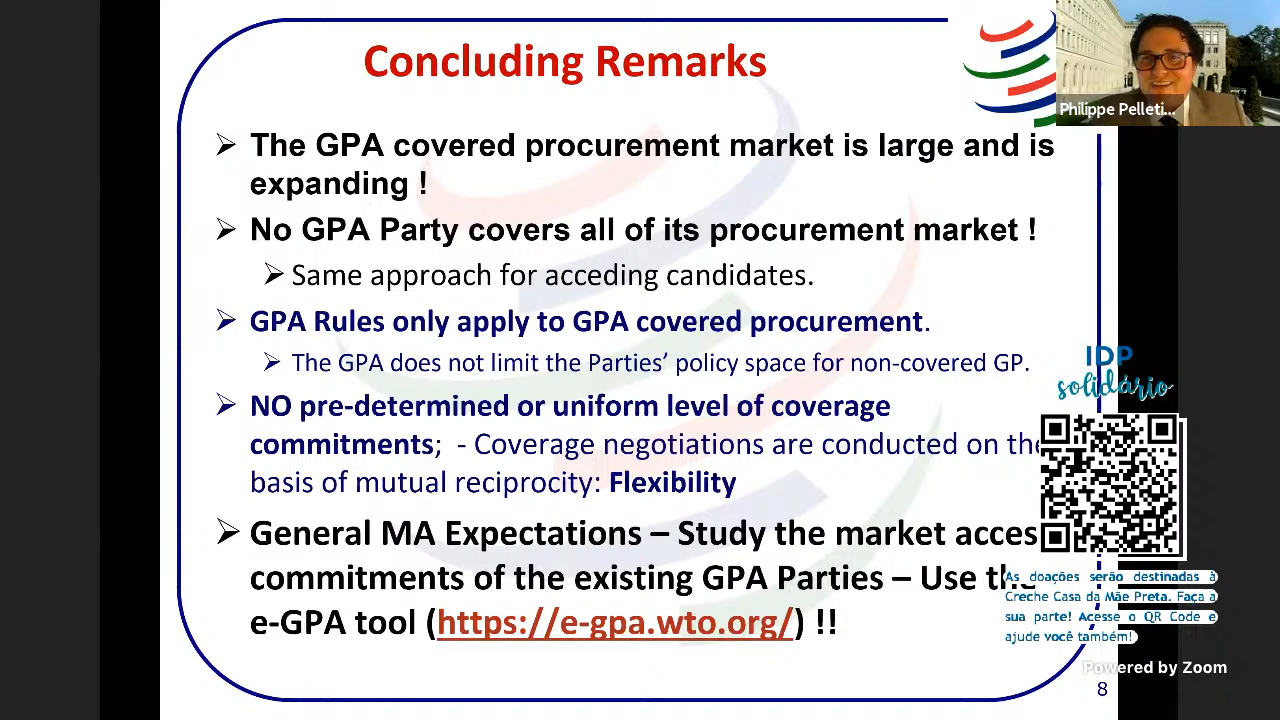 Concluding Remarks
Philippe Pelleti...
The GPA covered procurement market is large and is
expanding !
No GPA Party covers all of its procurement market !
Same approach for acceding candidates.
GPA Rules only apply to GPA covered procurement.
The GPA does not limit the Parties’ policy space for non-covered GP.
NO pre-determined or uniform level of coverage
commitments; - Coverage negotiations are conducted on the
basis of mutual reciprocity: Flexibility
General MA Expectations – Study the market acces
commitments of the existing GPA Parties – Use the
e-GPA tool (https://e-gpa.wto.org/) !!
IDP
solidário
As doações serão destinadas à
Creche Casa da Mãe Preta. Faça a
sua parte! Acesse o QR Code e
ajude você também!
Powered by Zoom
8